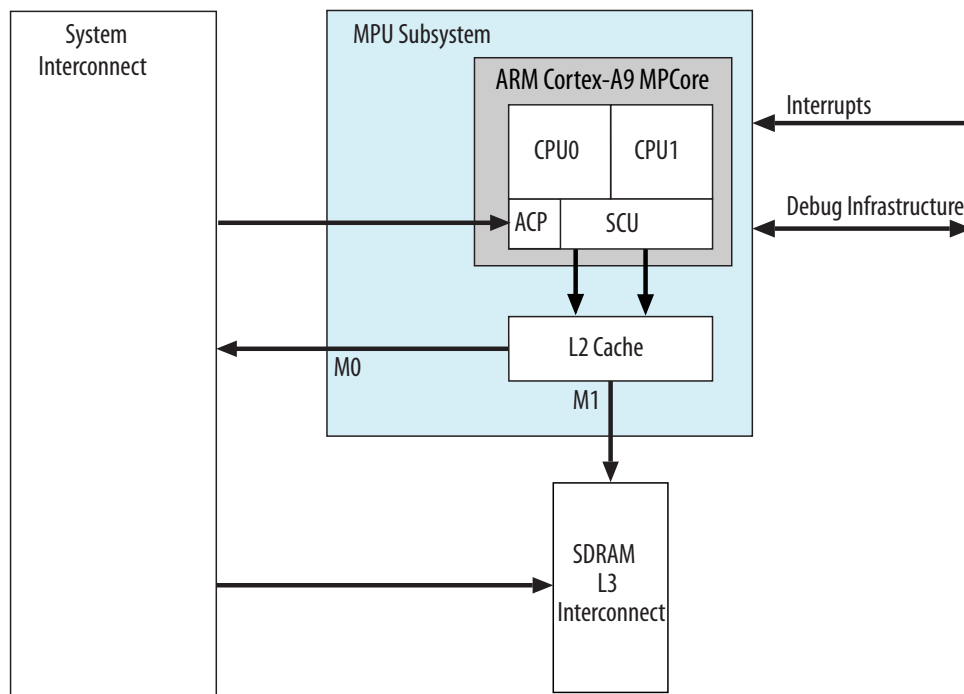 System
Interconnect
MPU Subsystem
ARM Cortex-A9 MPCore
CPU0
CPU1
ACP
SCU
Interrupts
Debug Infrastructure
L2 Cache
M0
M1
SDRAM
L3
Interconnect